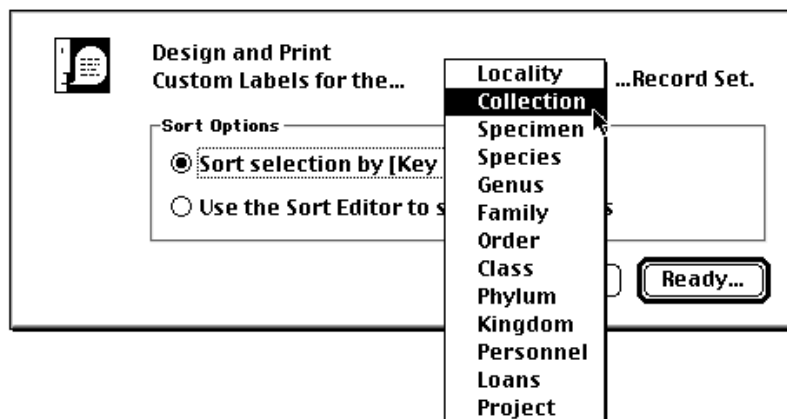 Design and Print
Custom Labels for the...
...Record Set.
Sort Options
Sort selection by [Key
Use the Sort Editor to s
s
Locality
Collection
Specimen
Species
Genus
Family
Order
Class
Phylum
Kingdom
Personnel
Loans
Project
Ready...